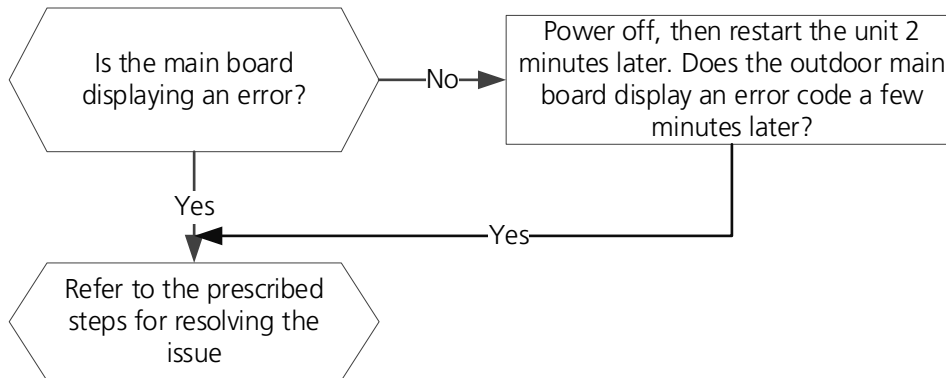 Is the main board
displaying an error?
No
Power off, then restart the unit 2
minutes later. Does the outdoor main
board display an error code a few
minutes later?
Yes
Yes
Refer to the prescribed
steps for resolving the
issue